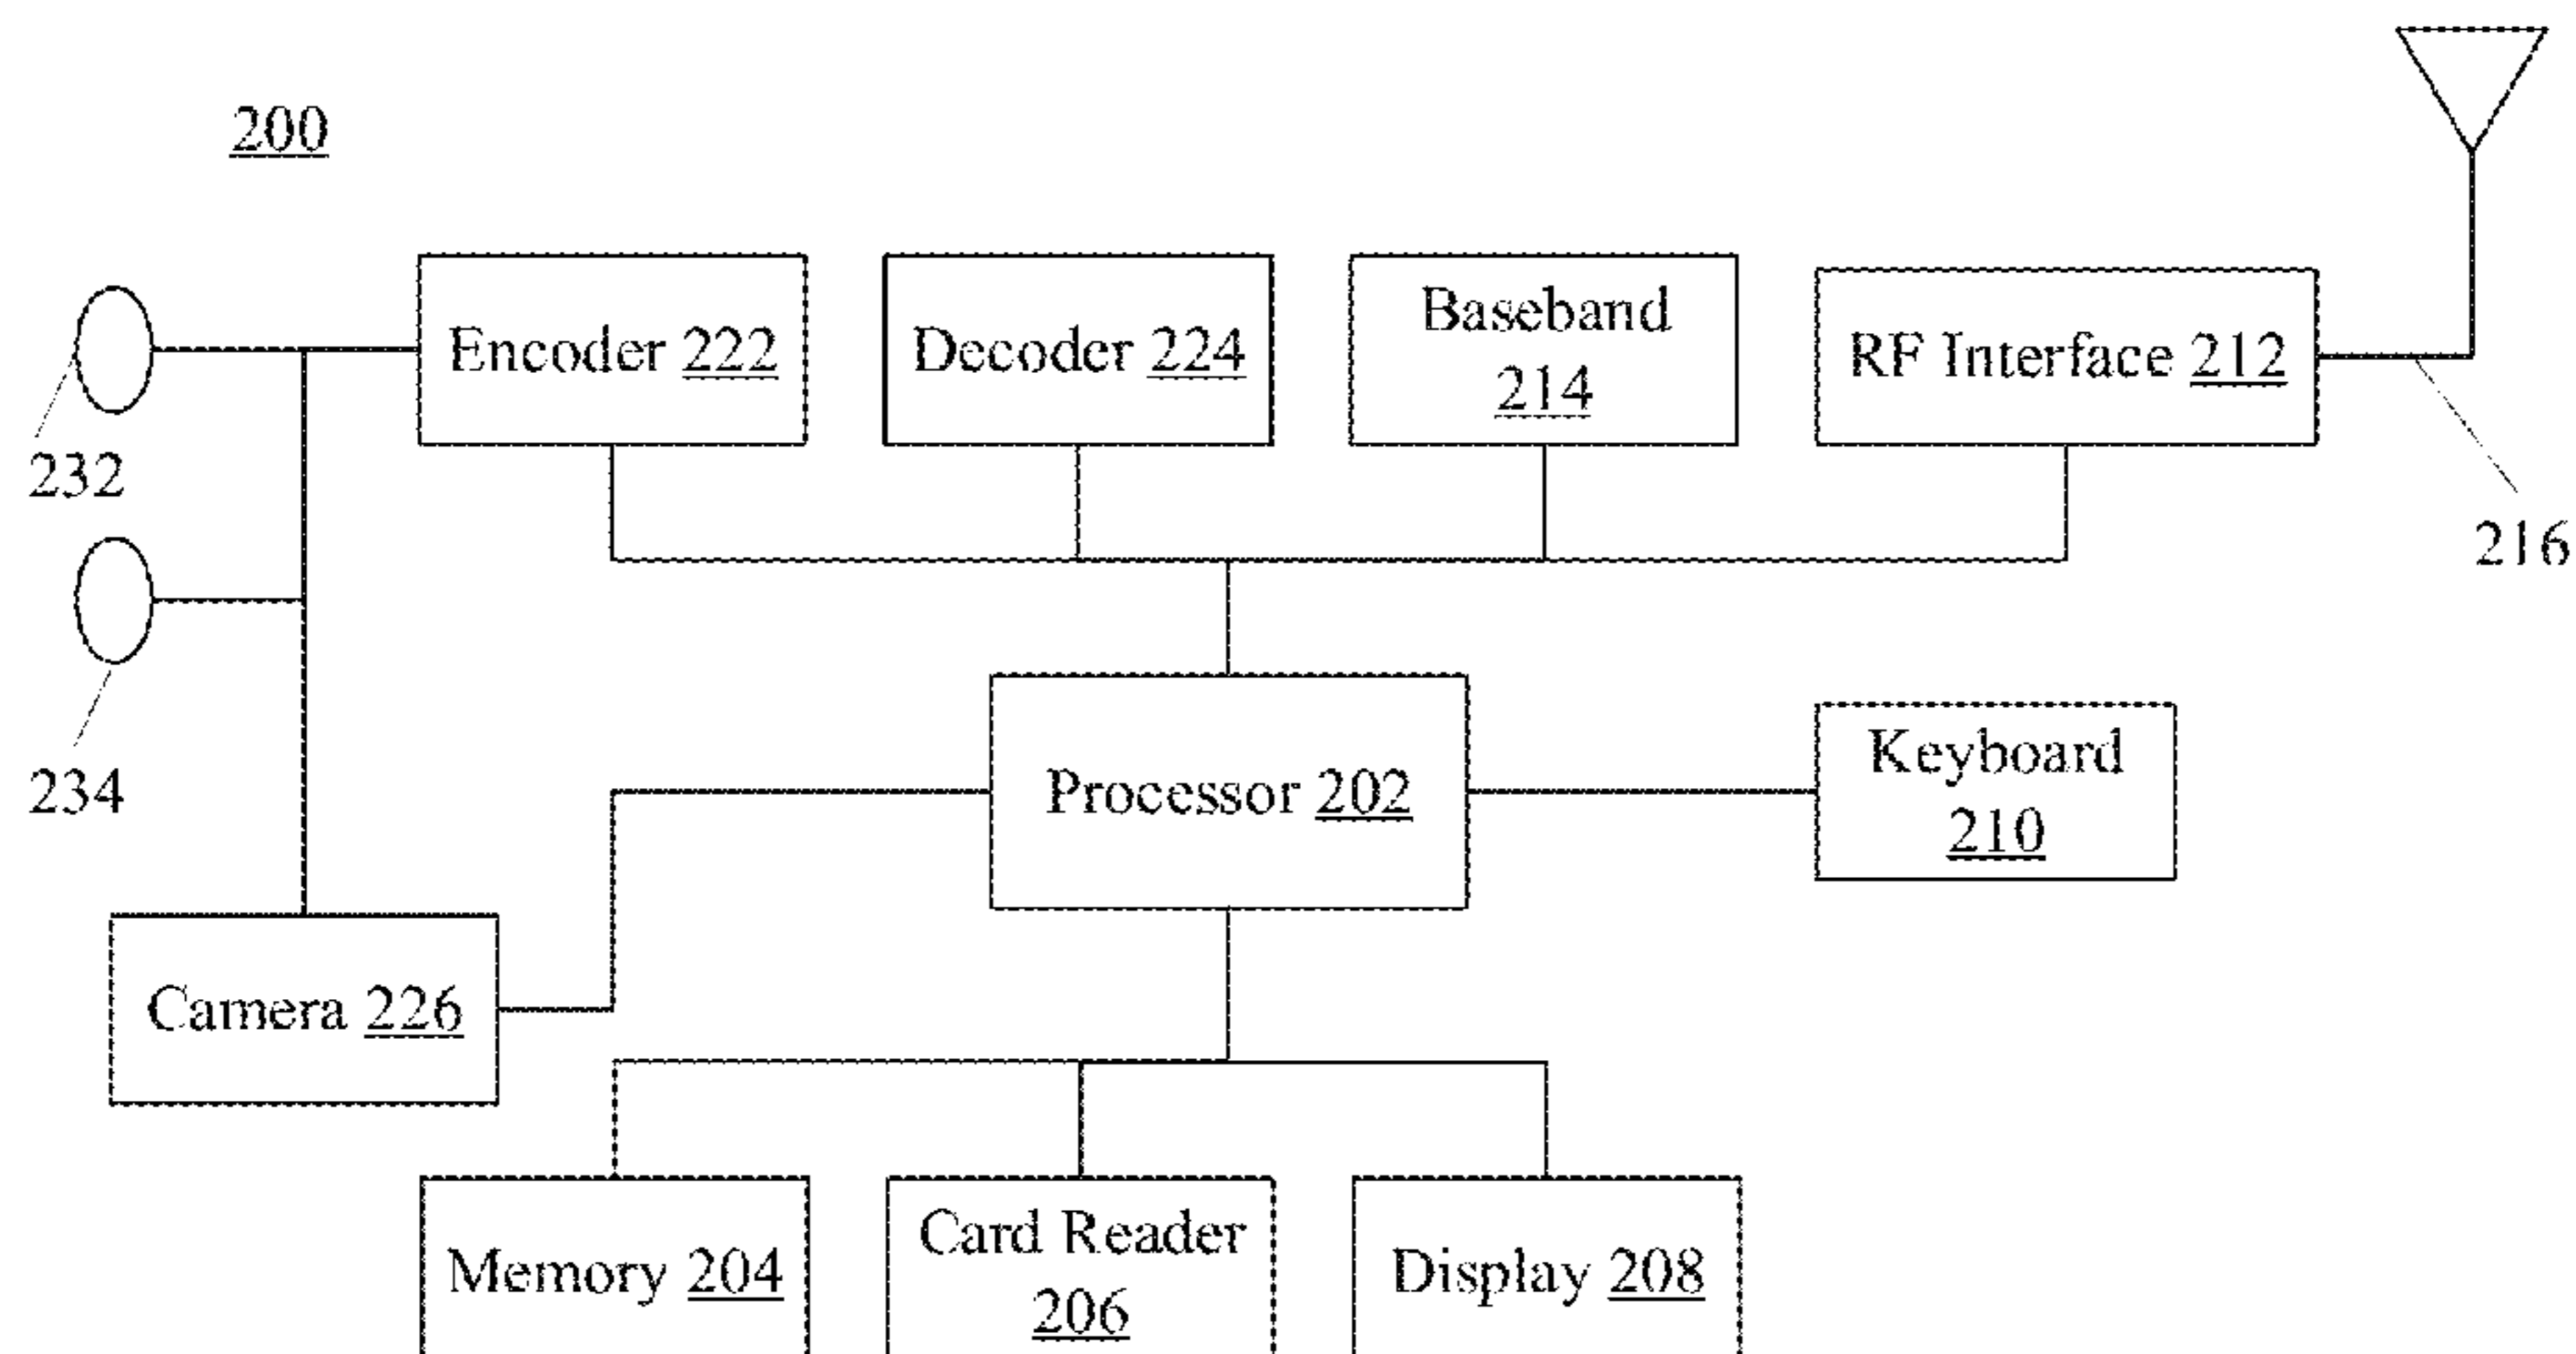 200
Encoder 222
Decoder 224
Baseband
214
RF Interface 212
232
216
234
Processor 202
Keyboard
210
Camera 226
Memory 204
Card Reader
206
Display 208